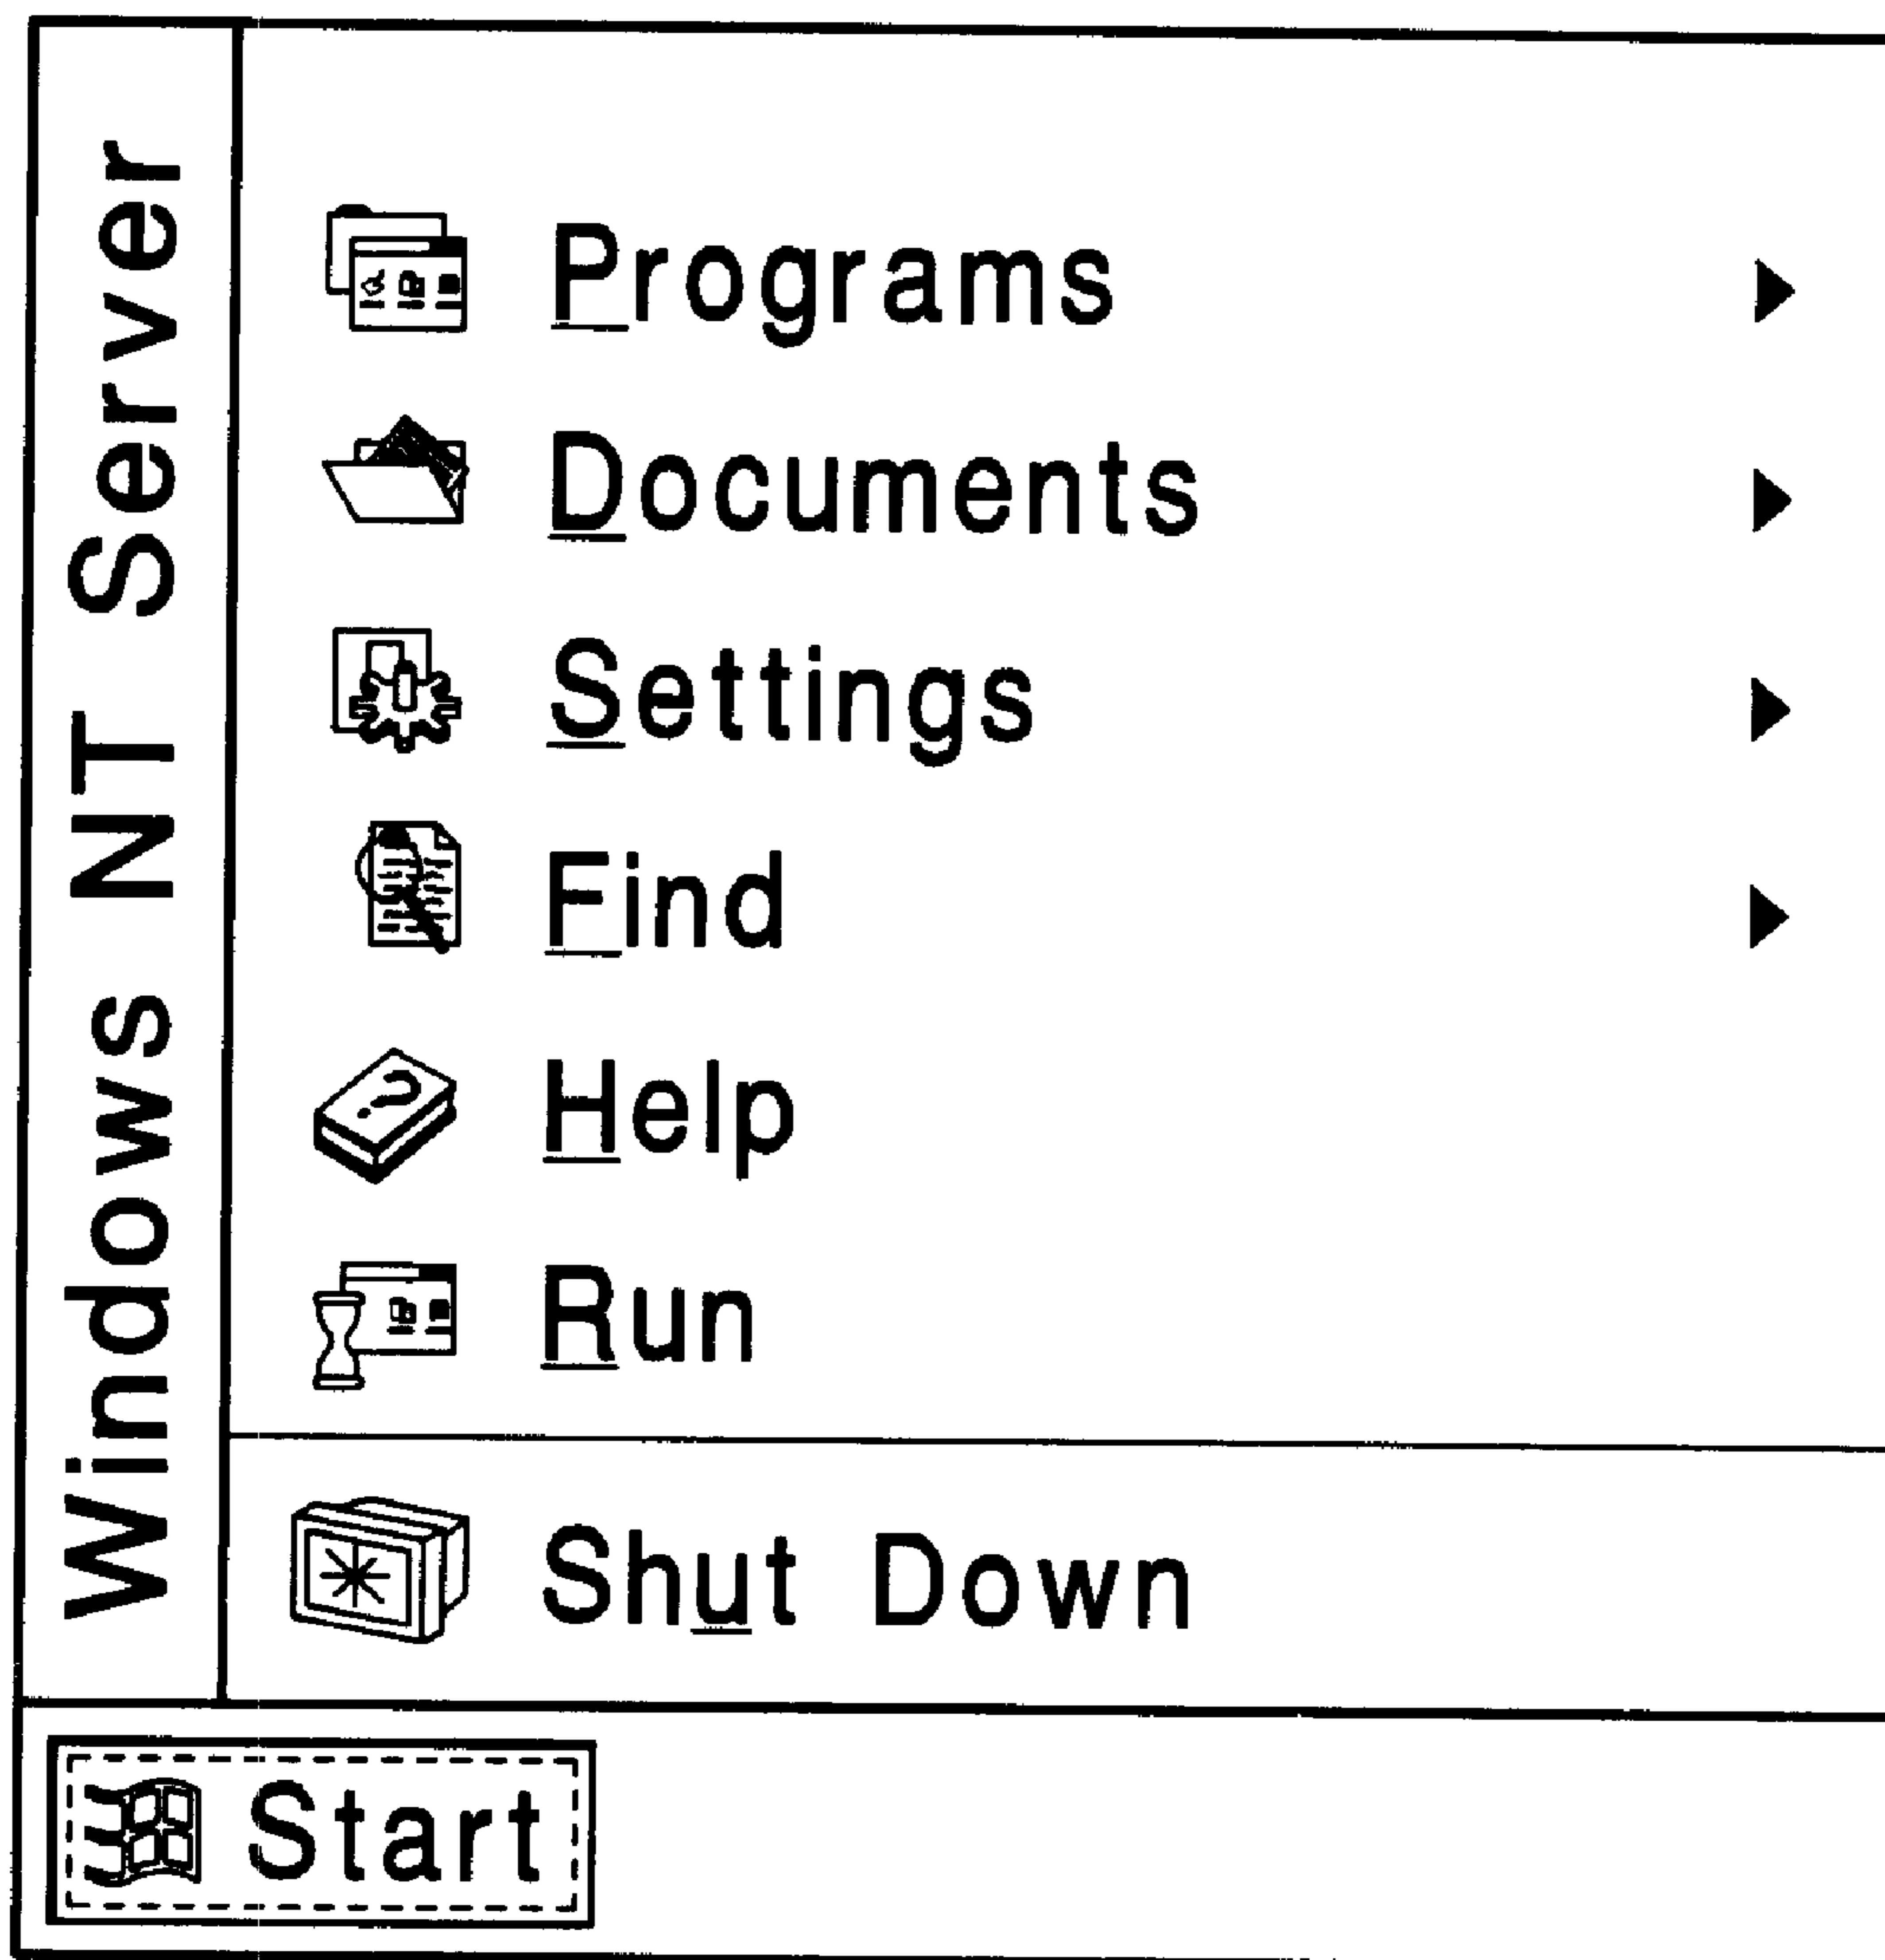 Windows NT Server
Programs
Documents
Settings
Find
Help
Run
Shut Down
Start